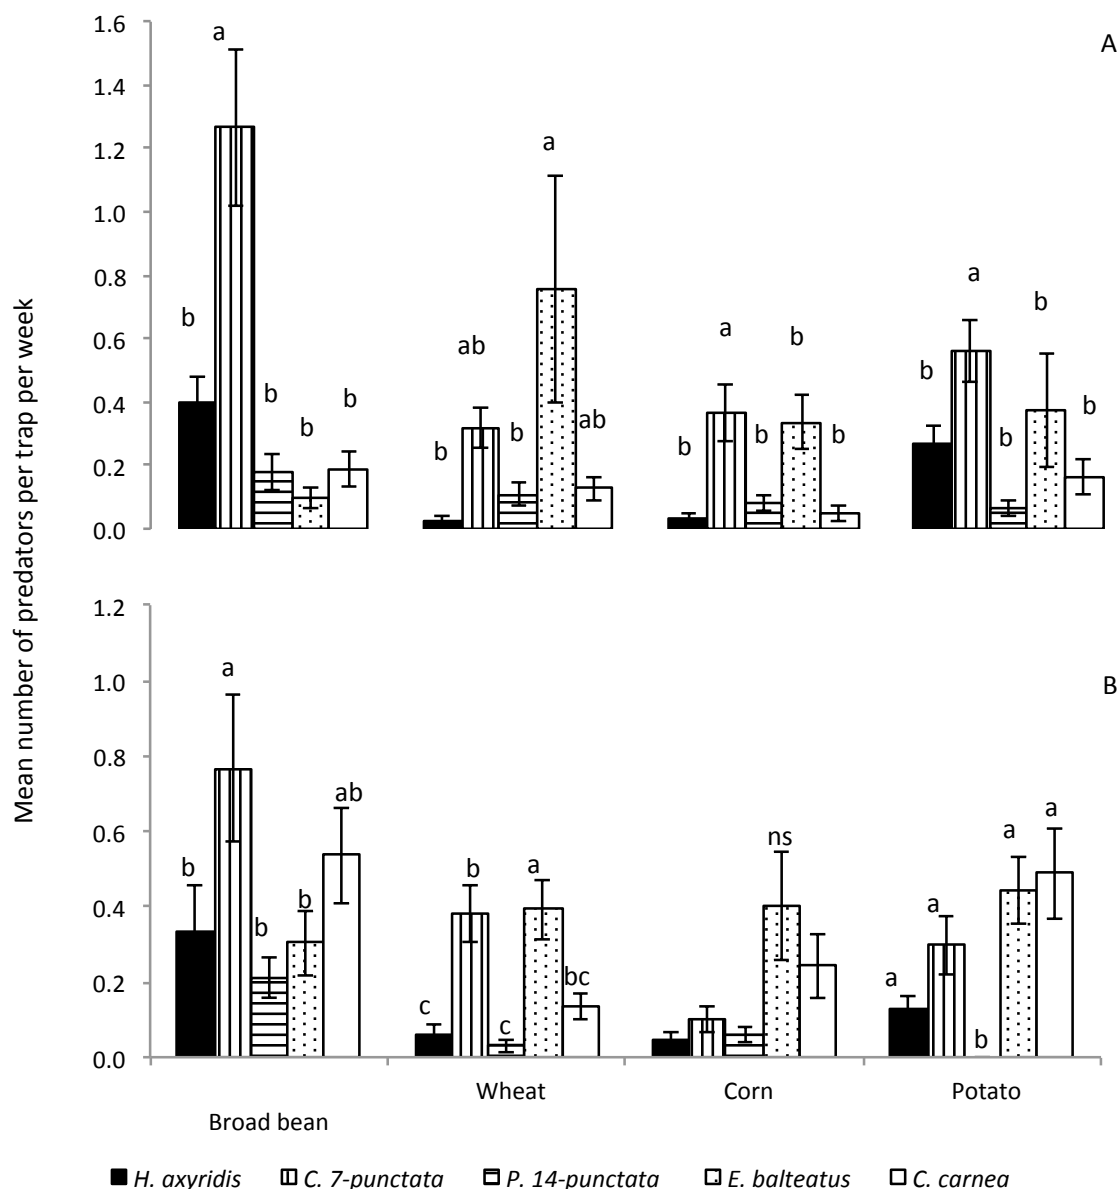 Mean number of predators per trap per week
A
1.6
1.4
1.2
1.0
0.8
0.6
0.4
0.2
0.0
b a b b b
b ab b a ab
b a b b b
b a b b b
B
1.2
1.0
0.8
0.6
0.4
0.2
0.0
b a b b ab
c b c a bc
ns
a a b a a
Broad bean Wheat Corn Potato
H. axyridis C. 7-punctata P. 14-punctata E. balteatus C. carnea